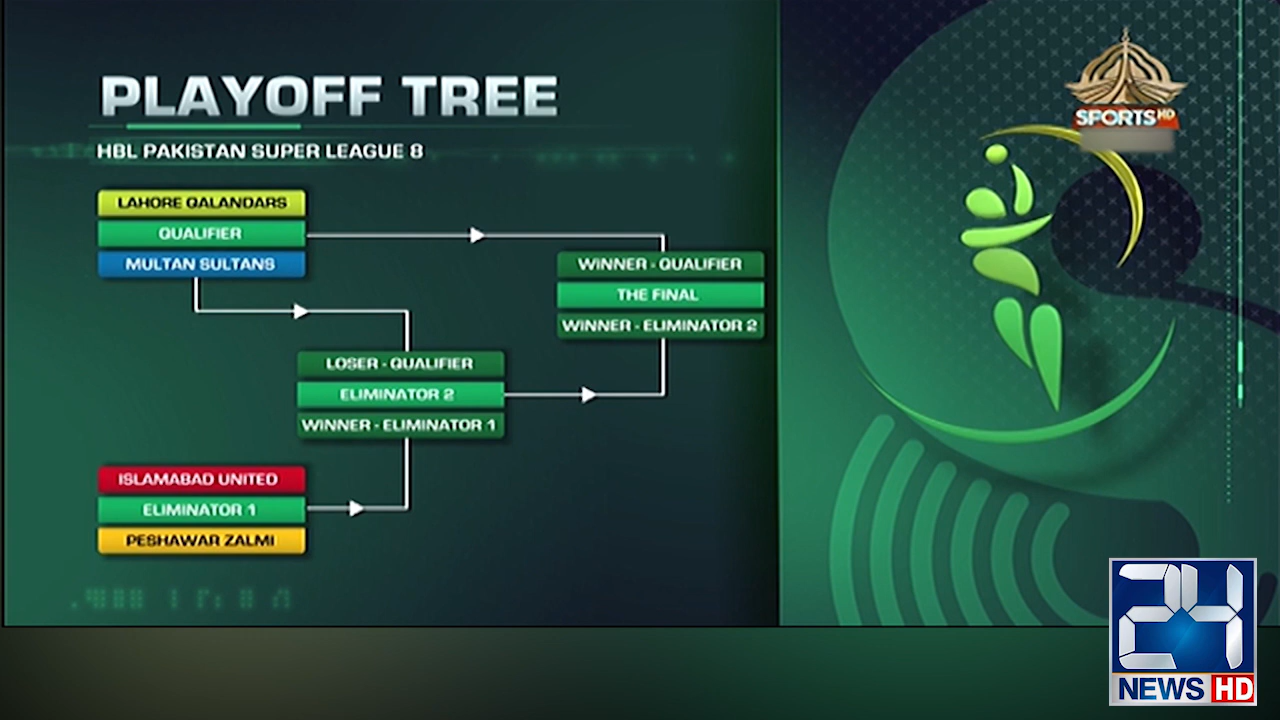 PLAYOFF TREE
HBL PAKISTAN SUPER LEAGUE 8
LAHORE QALANDARS
QUALIFIER
MULTAN SULTANS
WINNER - QUALIFIER
THE FINAL
WINNER - ELIMINATOR 2
LOSER - QUALIFIER
ELIMINATOR 2
WINNER - ELIMINATOR 1
ISLAMABAD UNITED
ELIMINATOR 1
PESHAWAR ZALMI
SPORTS HD
24
NEWS HD